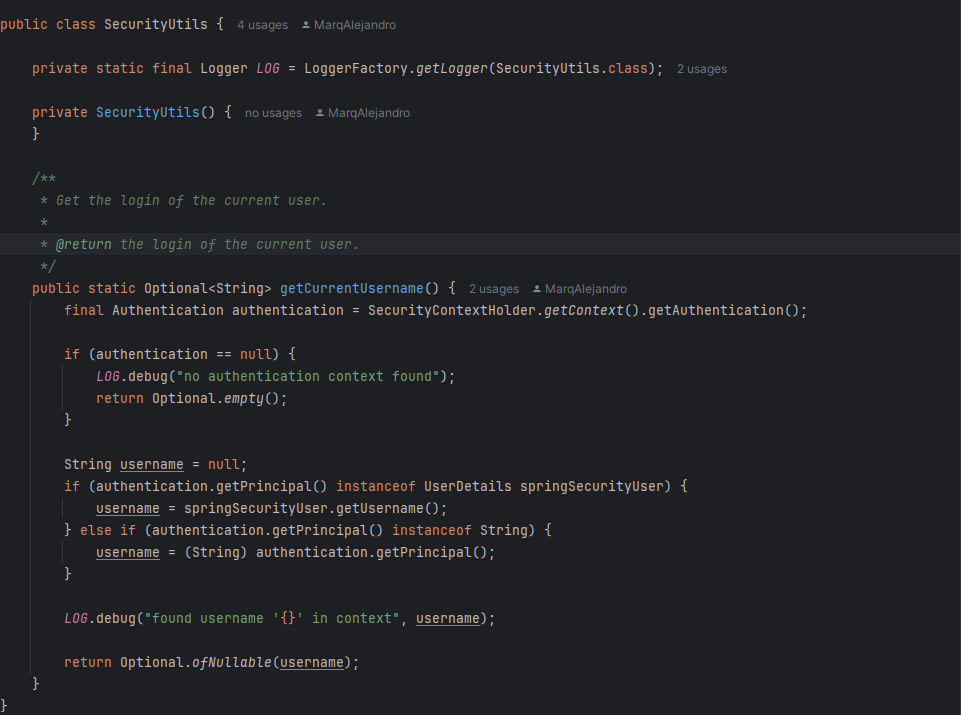 public class SecurityUtils { 4 usages MarqAlejandro
private static final Logger LOG = LoggerFactory.getLogger(SecurityUtils.class); 2 usages
private SecurityUtils() { no usages MarqAlejandro
}
/**
* Get the login of the current user.
*
* @return the login of the current user.
*/
public static Optional<String> getCurrentUsername() { 2 usages MarqAlejandro
final Authentication authentication = SecurityContextHolder.getContext().getAuthentication();
if (authentication == null) {
LOG.debug("no authentication context found");
return Optional.empty();
}
String username = null;
if (authentication.getPrincipal() instanceof UserDetails springSecurityUser) {
username = springSecurityUser.getUsername();
} else if (authentication.getPrincipal() instanceof String) {
username = (String) authentication.getPrincipal();
}
LOG.debug("found username '{}' in context", username);
return Optional.ofNullable(username);
}
}